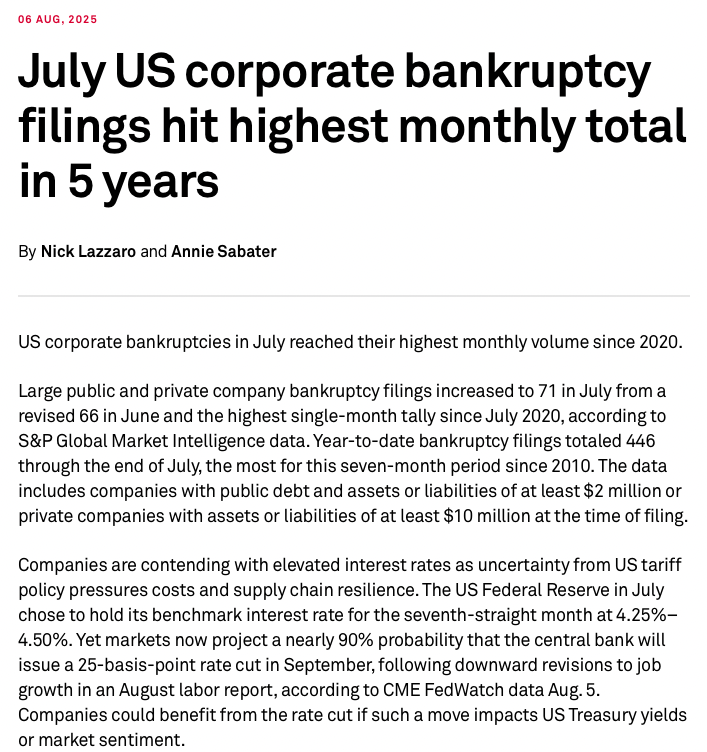 06 AUG, 2025
July US corporate bankruptcy
filings hit highest monthly total
in 5 years
By Nick Lazzaro and Annie Sabater
US corporate bankruptcies in July reached their highest monthly volume since 2020.
Large public and private company bankruptcy filings increased to 71 in July from a
revised 66 in June and the highest single-month tally since July 2020, according to
S&P Global Market Intelligence data. Year-to-date bankruptcy filings totaled 446
through the end of July, the most for this seven-month period since 2010. The data
includes companies with public debt and assets or liabilities of at least $2 million or
private companies with assets or liabilities of at least $10 million at the time of filing.
Companies are contending with elevated interest rates as uncertainty from US tariff
policy pressures costs and supply chain resilience. The US Federal Reserve in July
chose to hold its benchmark interest rate for the seventh-straight month at 4.25%–
4.50%. Yet markets now project a nearly 90% probability that the central bank will
issue a 25-basis-point rate cut in September, following downward revisions to job
growth in an August labor report, according to CME FedWatch data Aug. 5.
Companies could benefit from the rate cut if such a move impacts US Treasury yields
or market sentiment.